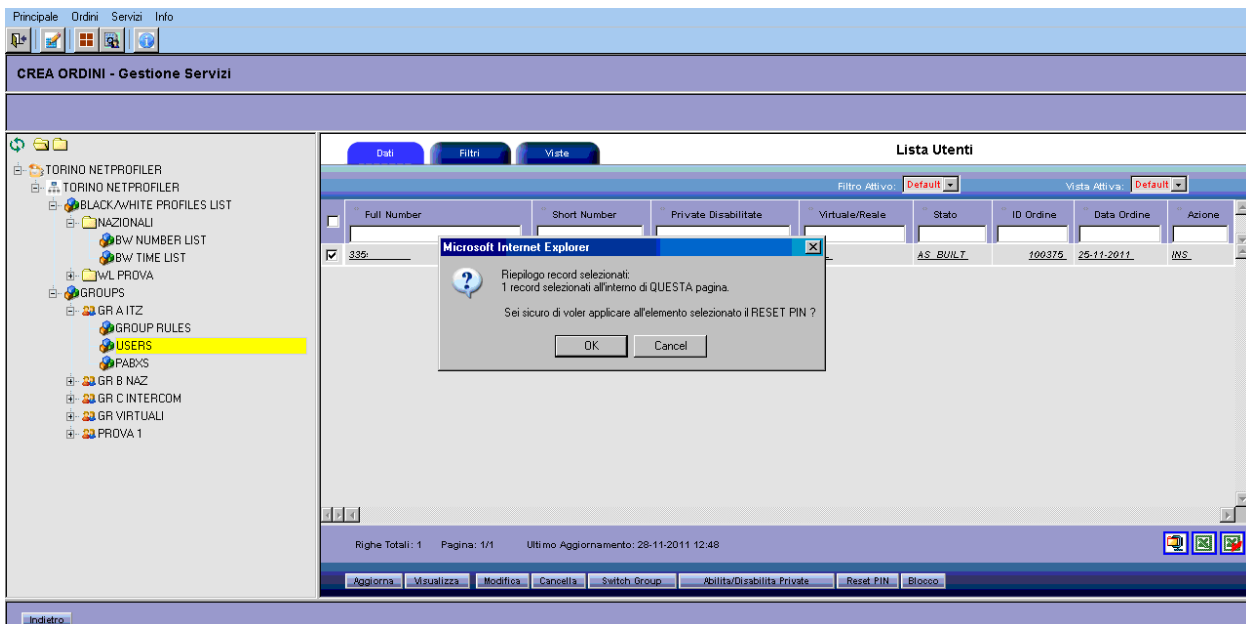 Principale Ordini Servizi Info
CREA ORDINI - Gestione Servizi
TORINO NETPROFILER
TORINO NETPROFILER
BLACK/WHITE PROFILES LIST
NAZIONALI
BW NUMBER LIST
BW TIME LIST
WL PROVA
GROUPS
GR A ITZ
GROUP RULES
USERS
PABXS
GR B NAZ
GR C INTERCOM
GR VIRTUALI
PROVA 1
Dati Filtri Viste
Lista Utenti
Filtro Attivo: Default Vista Attiva: Default
Full Number Short Number Private Disabilitate Virtuale/Reale Stato ID Ordine Data Ordine Azione
335 AS_BUILT 100375 25-11-2011 INS
Microsoft Internet Explorer
Riepilogo record selezionati:
1 record selezionati all'interno di QUESTA pagina.
Sei sicuro di voler applicare all'elemento selezionato il RESET PIN ?
OK Cancel
Righe Totali: 1 Pagina: 1/1 Ultimo Aggiornamento: 28-11-2011 12:48
Aggiorna Visualizza Modifica Cancella Switch Group Abilita/Disabilita Private Reset PIN Blocco
Indietro